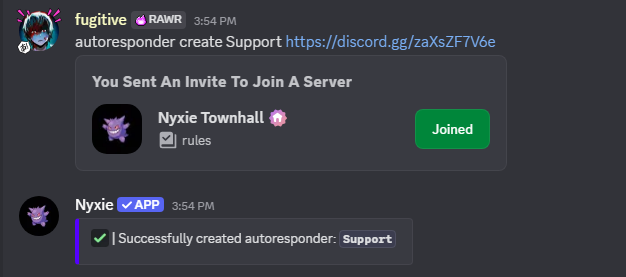 fugitive RAWR 3:54 PM
autoresponder create Support https://discord.gg/zaXsZF7V6e
You Sent An Invite To Join A Server
Nyxie Townhall
rules
Joined
Nyxie ✓ APP 3:54 PM
✓ | Successfully created autoresponder: Support